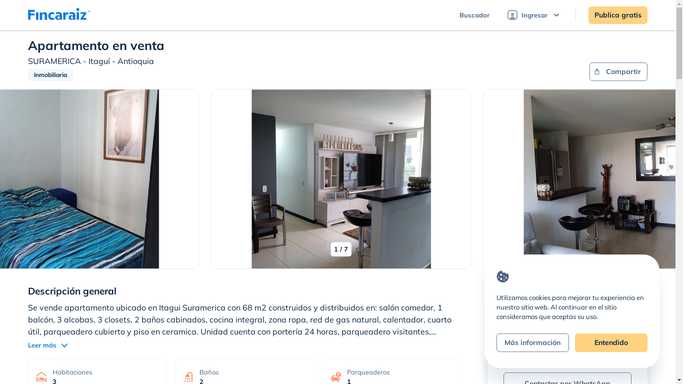 Fincaraiz
Buscador
Ingresar
Publica gratis
Apartamento en venta
SURAMERICA - Itaguí - Antioquia
Inmobiliaria
Compartir
1 / 7
Descripción general
Se vende apartamento ubicado en Itagui Suramerica con 68 m2 construidos y distribuidos en: salón comedor, 1
balcón, 3 alcobas, 3 closets, 2 baños cabinados, cocina integral, zona ropa, red de gas natural, calentador, cuarto
útil, parqueadero cubierto y piso en ceramica. Unidad cuenta con portería 24 horas, parqueadero visitantes,...
Leer más
Habitaciones
3
Baños
2
Parqueaderos
1
Utilizamos cookies para mejorar tu experiencia en
nuestro sitio web. Al continuar en el sitio
consideramos que aceptas su uso.
Más información
Entendido
Contactar por WhatsApp